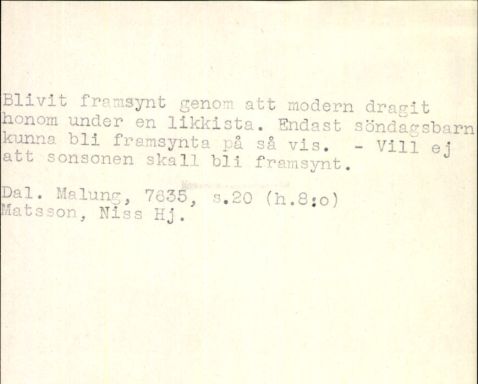 Blivit framsynt genom att modern dragit
honom under en likkista. Endast söndagsbarn
kunna bli framsynta på så vis. - Vill ej
att sonsonen skall bli framsynt.
Dal. Malung, 7635, s.20 (h.8:o)
Matsson, Niss Hj.